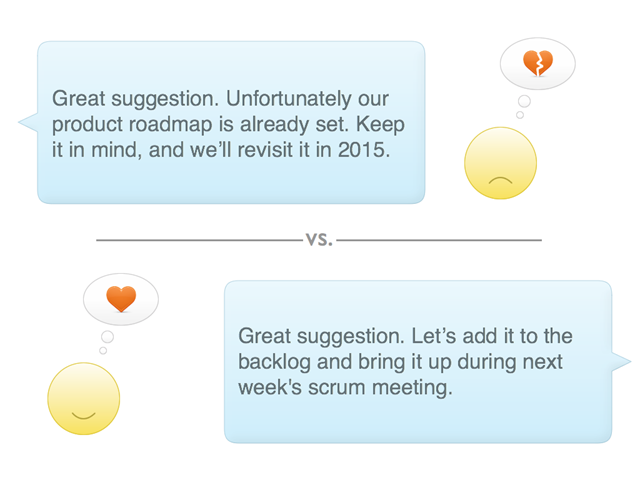 Great suggestion. Unfortunately our
product roadmap is already set. Keep
it in mind, and we’ll revisit it in 2015.
vs.
Great suggestion. Let’s add it to the
backlog and bring it up during next
week's scrum meeting.